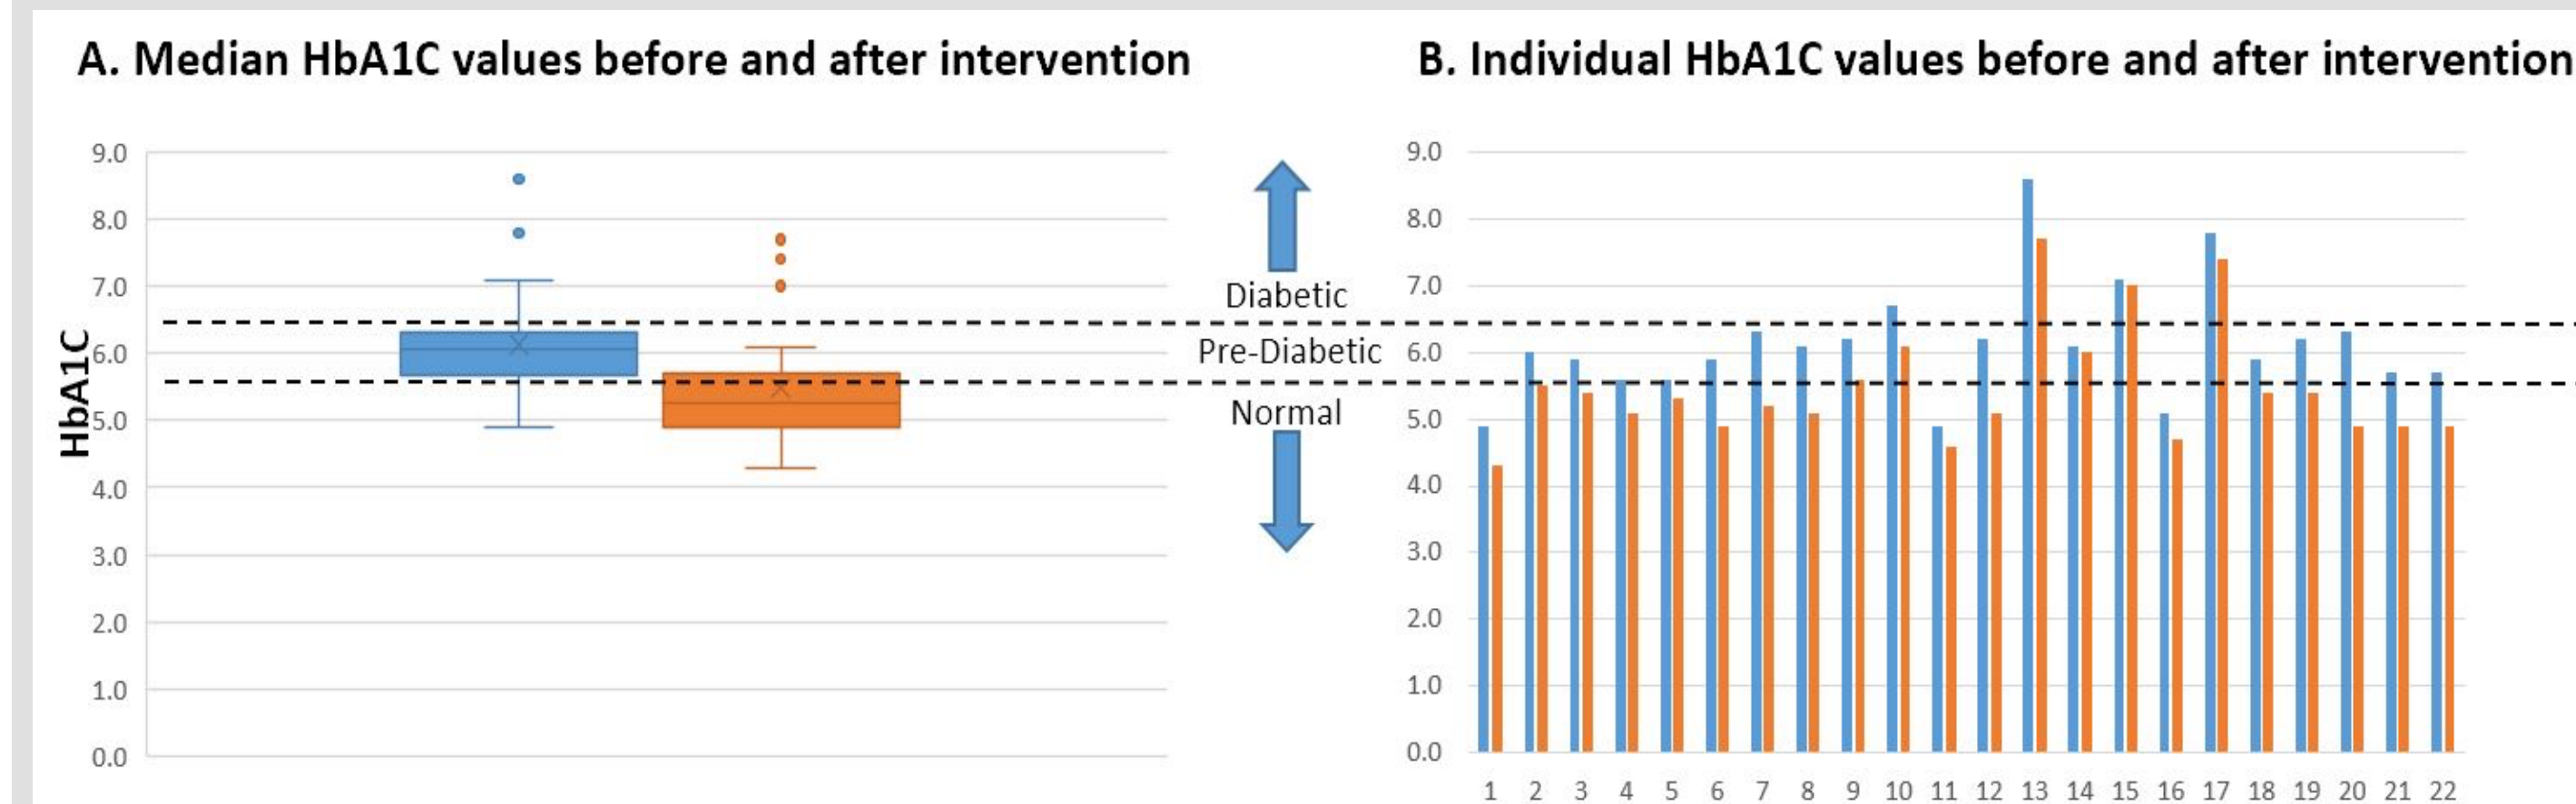 A. Median HbA1C values before and after intervention
B. Individual HbA1C values before and after intervention
HbA1C
9.0
8.0
7.0
6.0
5.0
4.0
3.0
2.0
1.0
0.0
Diabetic
Pre-Diabetic
Normal
9.0
8.0
7.0
6.0
5.0
4.0
3.0
2.0
1.0
0.0
1 2 3 4 5 6 7 8 9 10 11 12 13 14 15 16 17 18 19 20 21 22